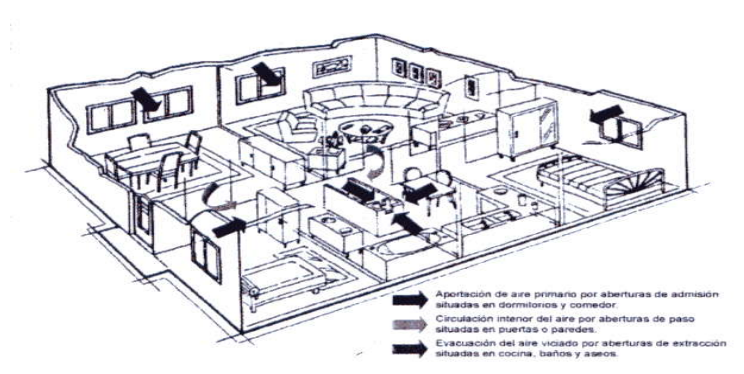 Aportación de aire primario por aberturas de admisión
situadas en dormitorios y comedor.
Circulación interior del aire por aberturas de paso
situadas en puertas o paredes.
Evacuación del aire viciado por aberturas de extracción
situadas en cocina, baños y aseos.